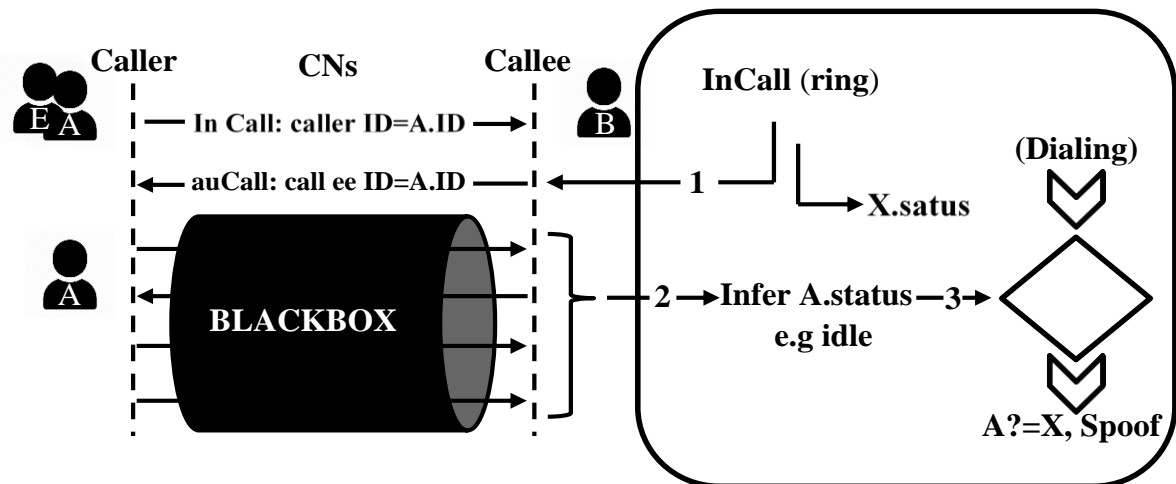 Caller
CNs
Callee
E A
In Call: caller ID=A.ID
B
auCall: call ee ID=A.ID
A
BLACKBOX
InCall (ring)
1
X.satus
(Dialing)
2
Infer A.status
3
e.g idle
A?=X, Spoof